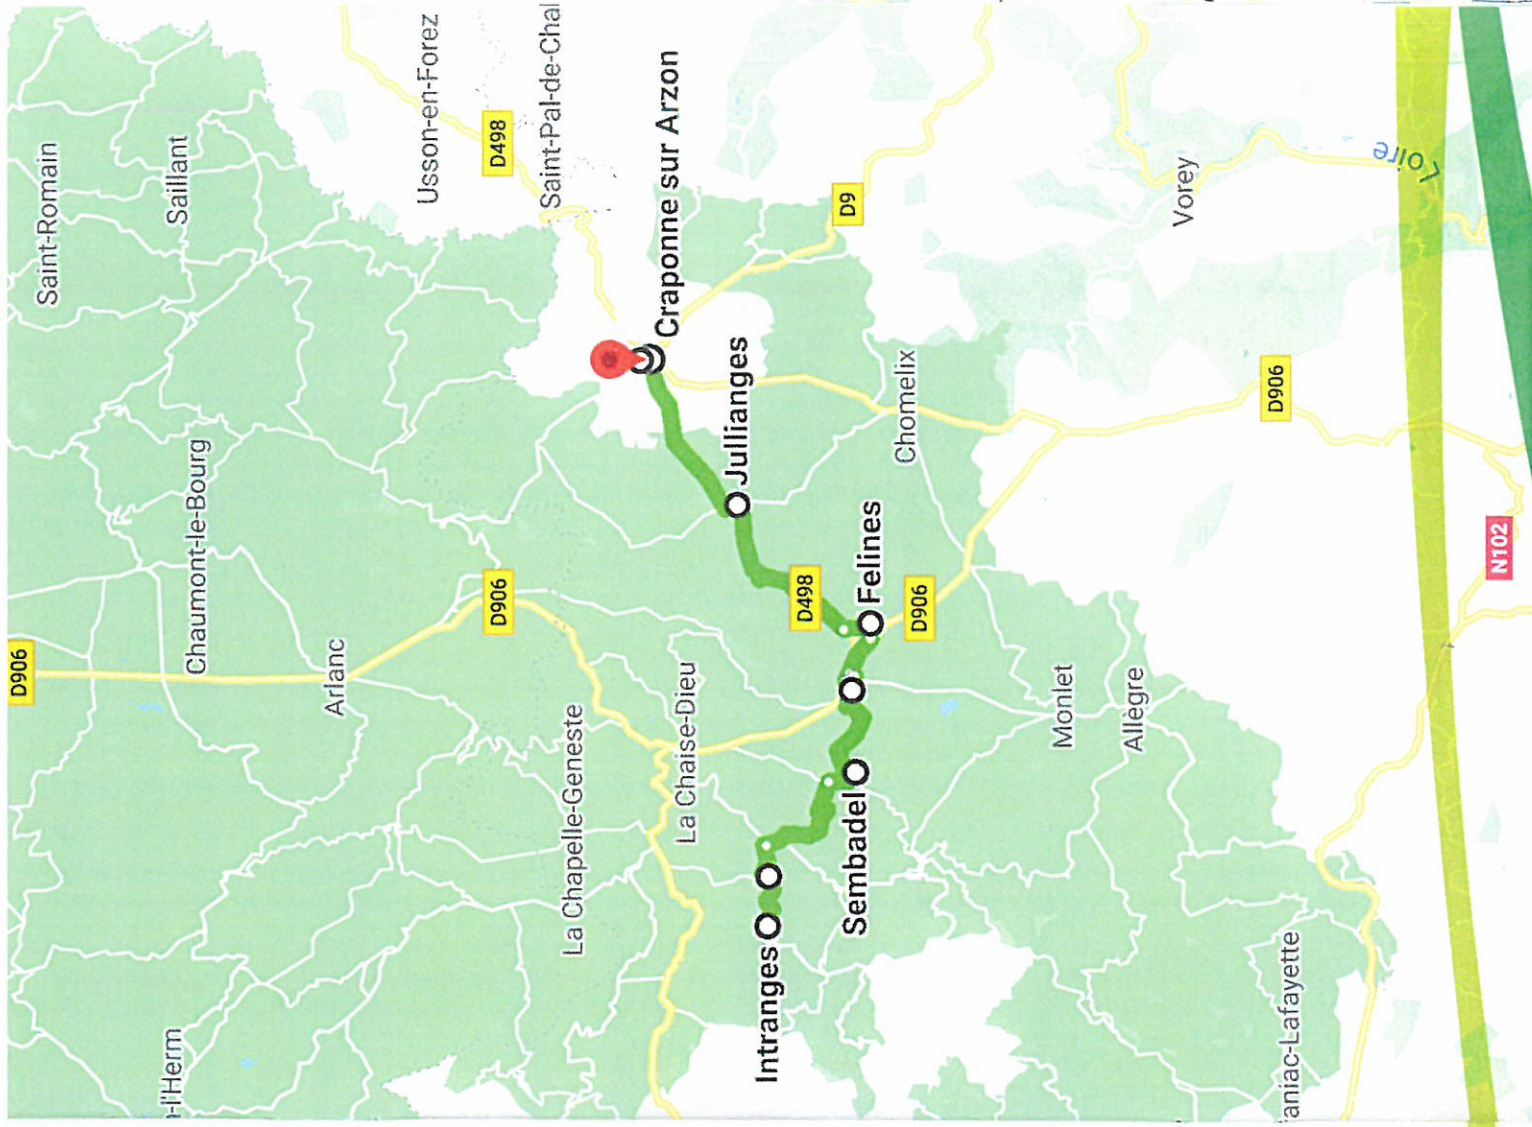 D906
Saint-Romain
n-l'Herm
Saillant
Chaumont-le-Bourg
Arlanc
Usson-en-Forez
D906
D498
Saint-Pal-de-Chal
La Chapelle-Geneste
Craponne sur Arzon
La Chaise-Dieu
Jullianges
Intranges
D498
D9
Sembadel
Felines
Chomelix
D906
Monlet
Allègre
Vorey
D906
aniac-Lafayette
Loire
N102